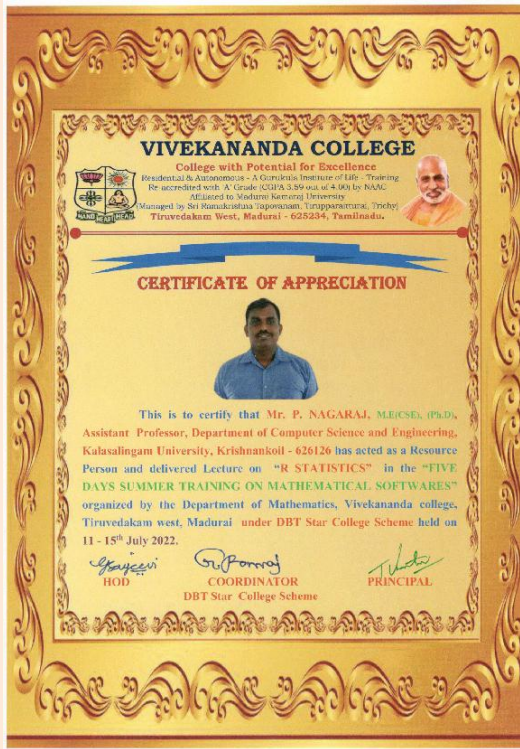 VIVEKANANDA COLLEGE
College with Potential for Excellence
Residential & Autonomous - A Gurukula Institute of Life - Training
Re-accredited with 'A' Grade (CGPA 3.59 out of 4.00) by NAAC
Affiliated to Madurai Kamaraj University
(Managed by Sri Ramakrishna Tapovanam, Tirupparaitturai, Trichy)
Tiruvedakam West, Madurai - 625234, Tamilnadu.
HAND HEART HEAD
CERTIFICATE OF APPRECIATION
This is to certify that Mr. P. NAGARAJ, M.E(CSE), (Ph.D),
Assistant Professor, Department of Computer Science and Engineering,
Kalasalingam University, Krishnankoil - 626126 has acted as a Resource
Person and delivered Lecture on "R STATISTICS" in the "FIVE
DAYS SUMMER TRAINING ON MATHEMATICAL SOFTWARES"
organized by the Department of Mathematics, Vivekananda college,
Tiruvedakam west, Madurai under DBT Star College Scheme held on
11 - 15th July 2022.
HOD COORDINATOR PRINCIPAL
DBT Star College Scheme